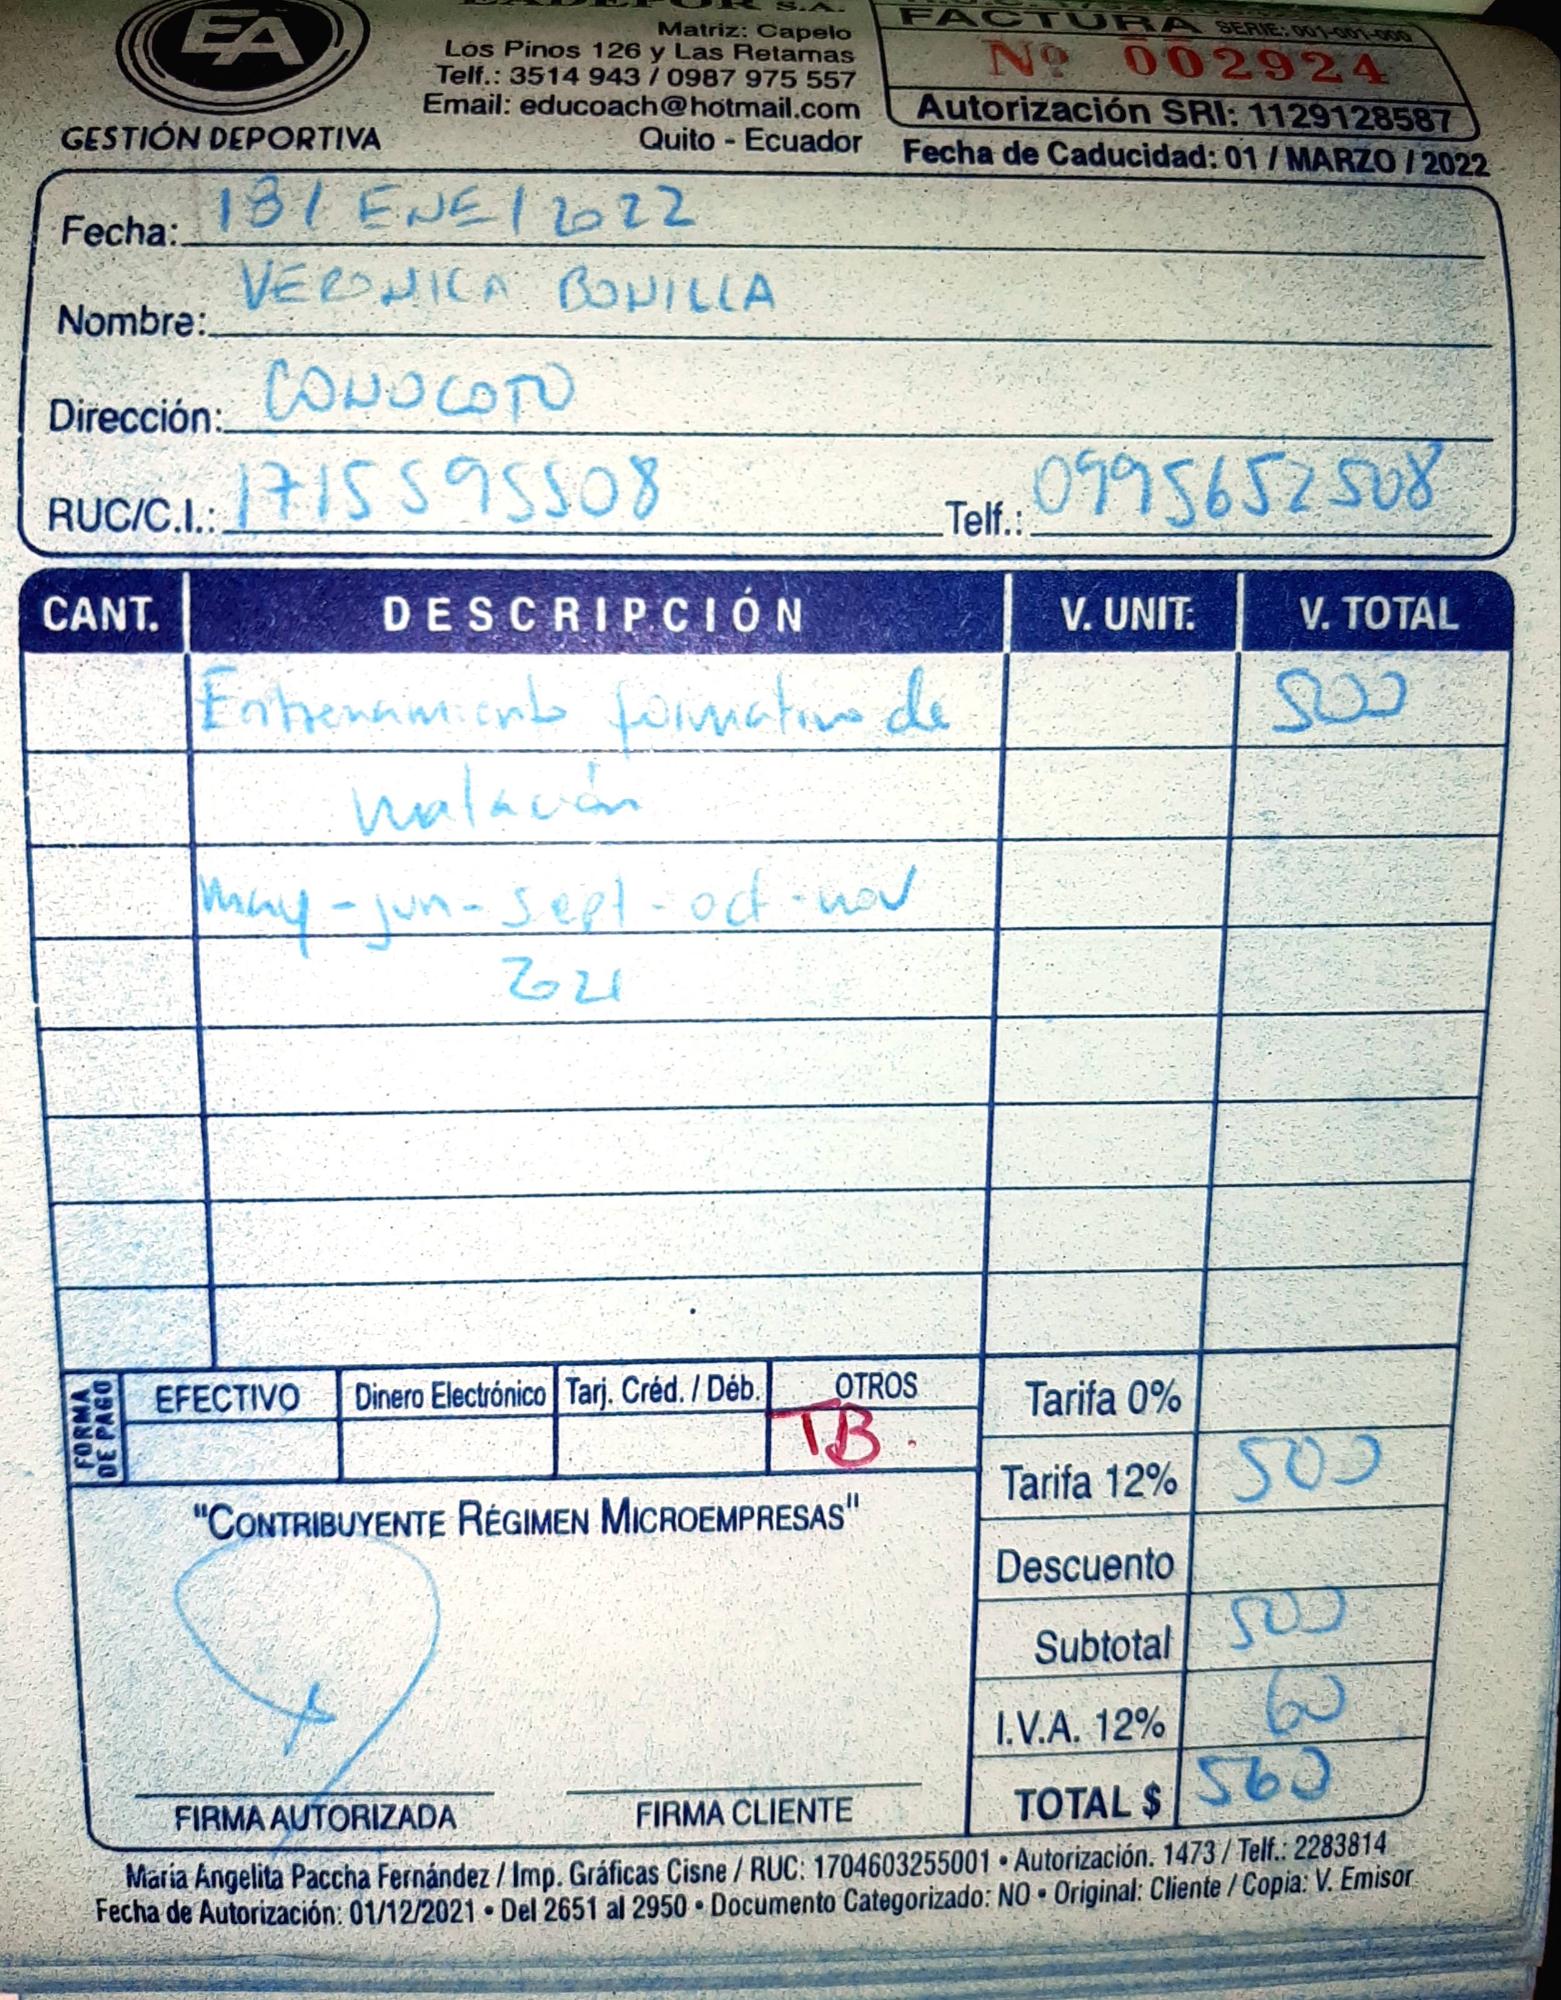 EA
GESTIÓN DEPORTIVA
S.A.
Matriz: Capelo
Los Pinos 126 y Las Retamas
Telf.: 3514 943 / 0987 975 557
Email: educoach@hotmail.com
Quito - Ecuador
FACTURA SERIE: 001-001-000
Nº 002924
Autorización SRI: 1129128587
Fecha de Caducidad: 01 / MARZO / 2022
Fecha: 18 / ENE / 2022
Nombre: VERONICA BONILLA
Dirección: CONOCOTO
RUC/C.I.: 1715595508 Telf.: 0995652508
CANT. DESCRIPCIÓN V. UNIT. V. TOTAL
Entrenamiento formativo de 500
natación
may - jun - sept - oct - nov
2021
FORMA DE PAGO
EFECTIVO Dinero Electrónico Tarj. Créd. / Déb. OTROS
TB.
Tarifa 0%
Tarifa 12% 500
Descuento
Subtotal 500
I.V.A. 12% 60
TOTAL $ 560
"CONTRIBUYENTE RÉGIMEN MICROEMPRESAS"
FIRMA AUTORIZADA FIRMA CLIENTE
María Angelita Paccha Fernández / Imp. Gráficas Cisne / RUC: 1704603255001 • Autorización. 1473 / Telf.: 2283814
Fecha de Autorización: 01/12/2021 • Del 2651 al 2950 • Documento Categorizado: NO • Original: Cliente / Copia: V. Emisor